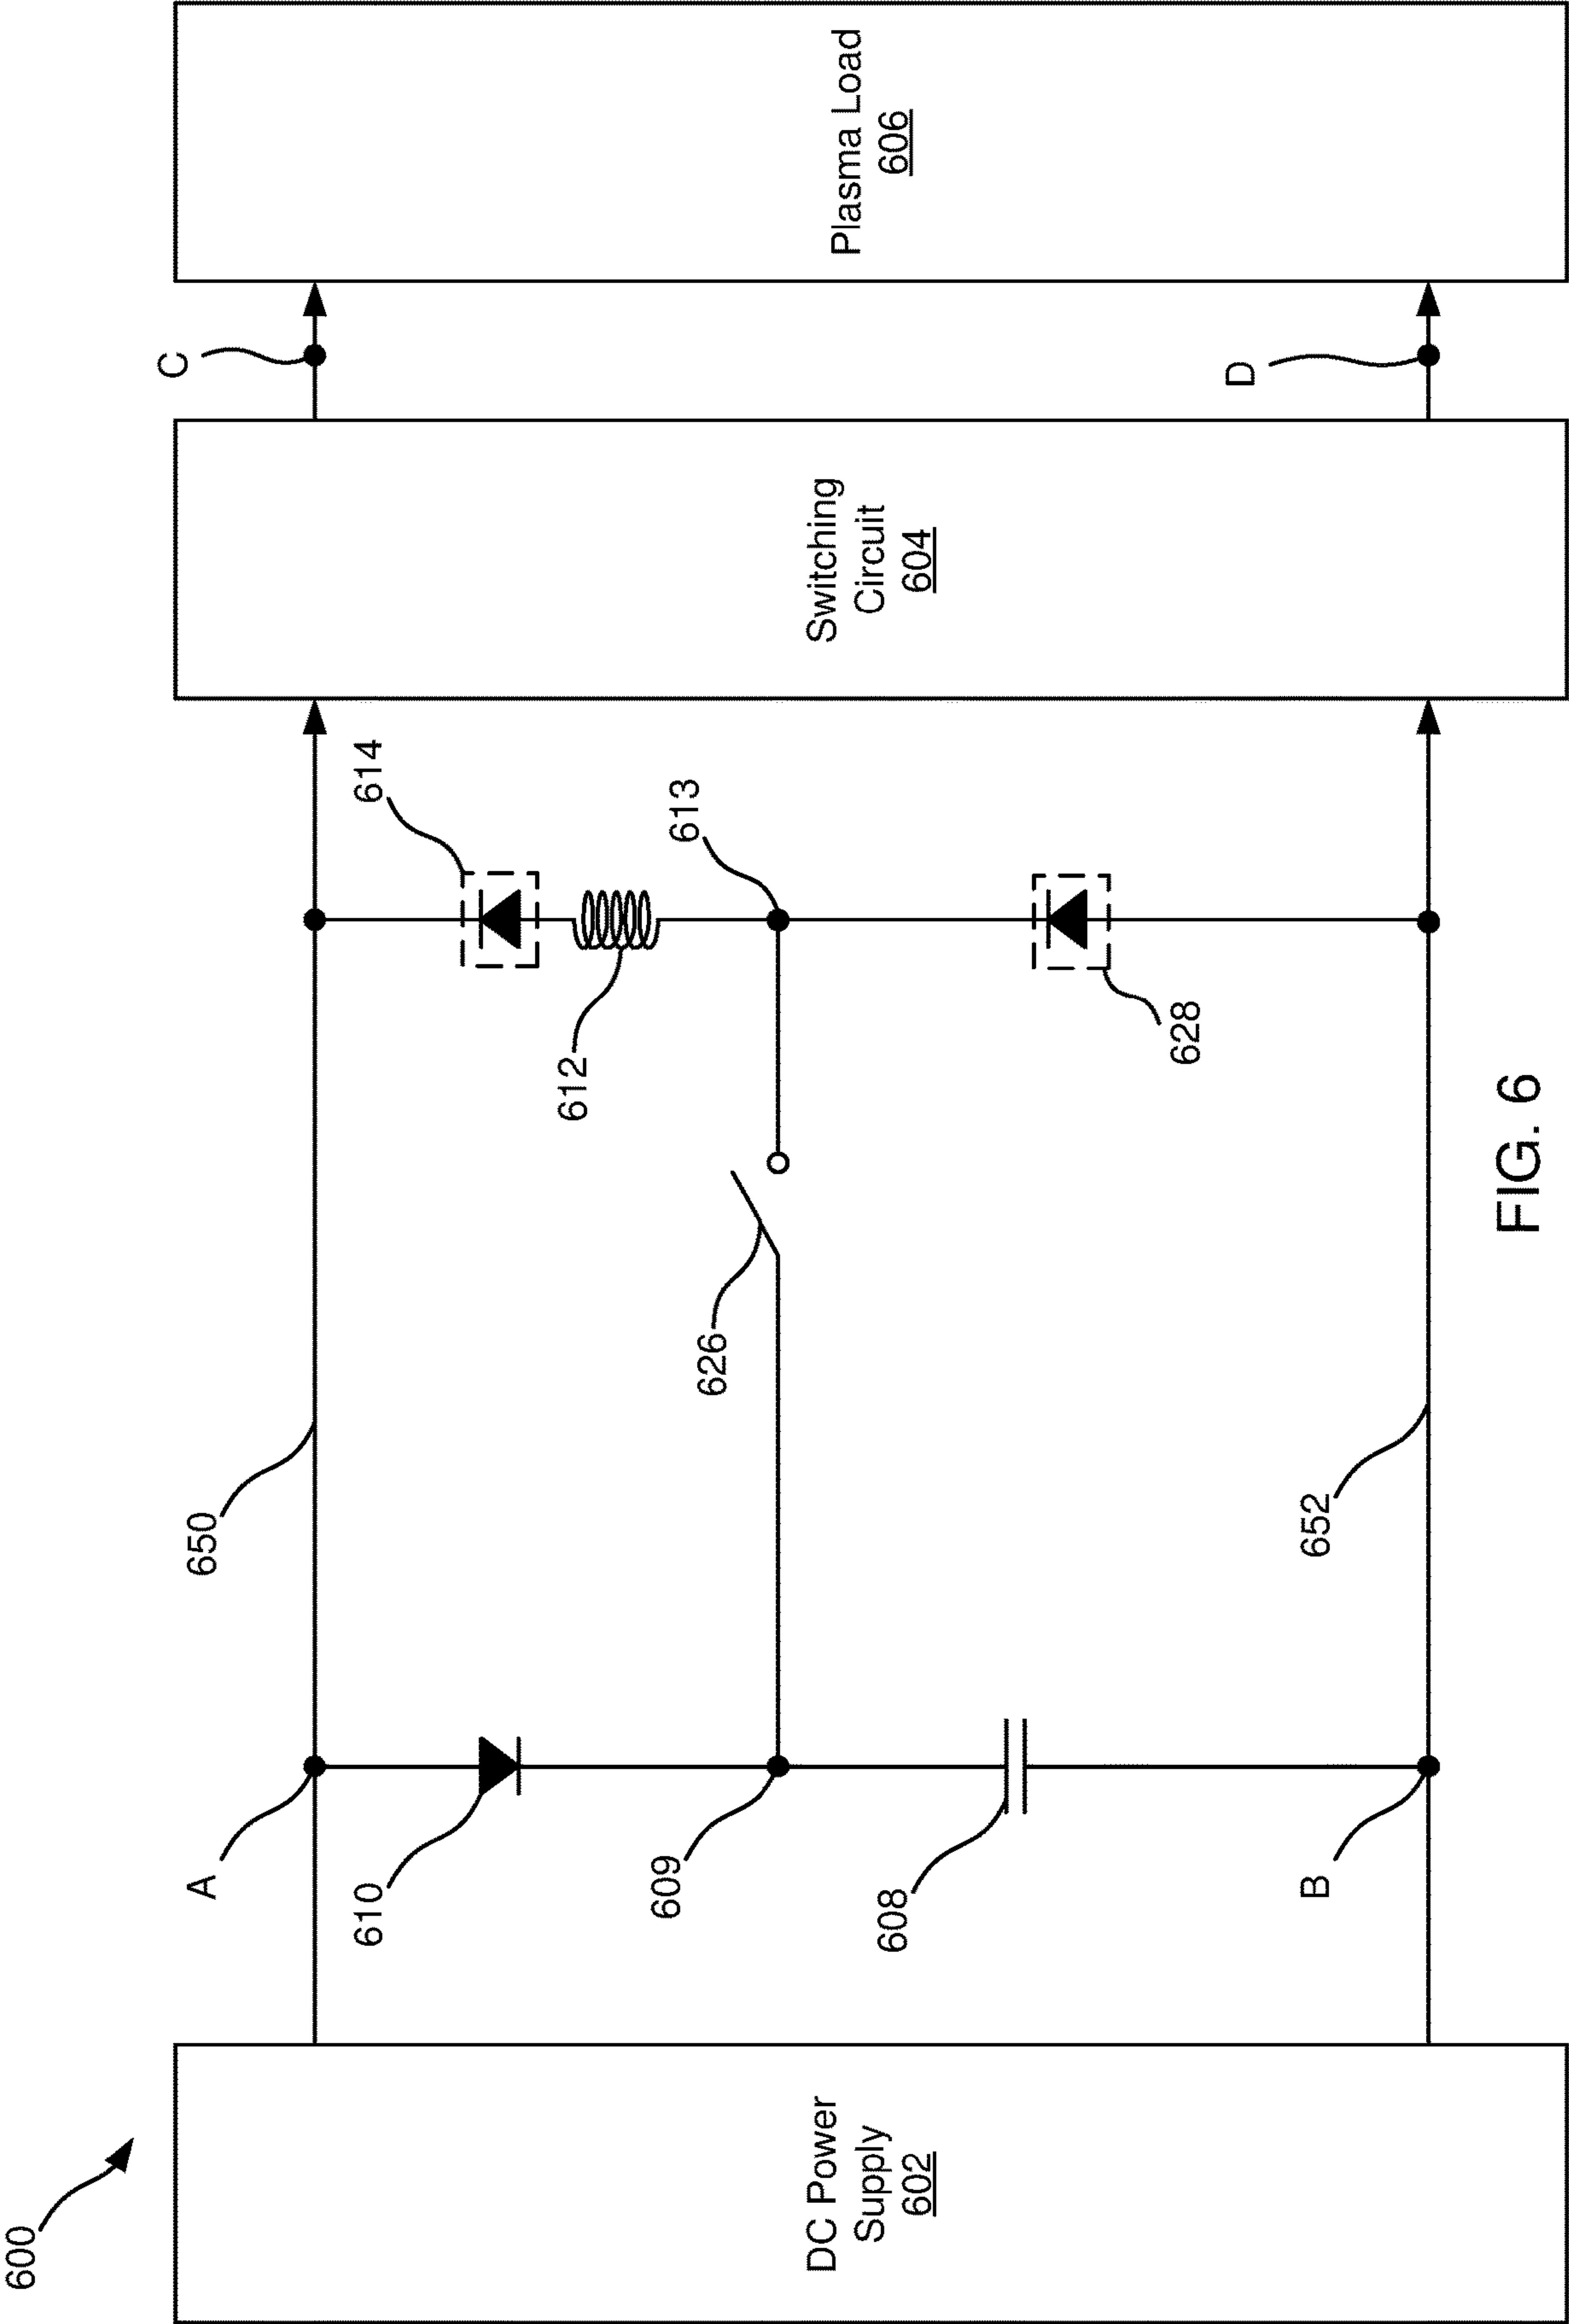 600
A
650
C
614
610
613
612
626
609
DC Power
Supply
602
Switching
Circuit
604
Plasma Load
606
608
628
B
652
D
FIG. 6